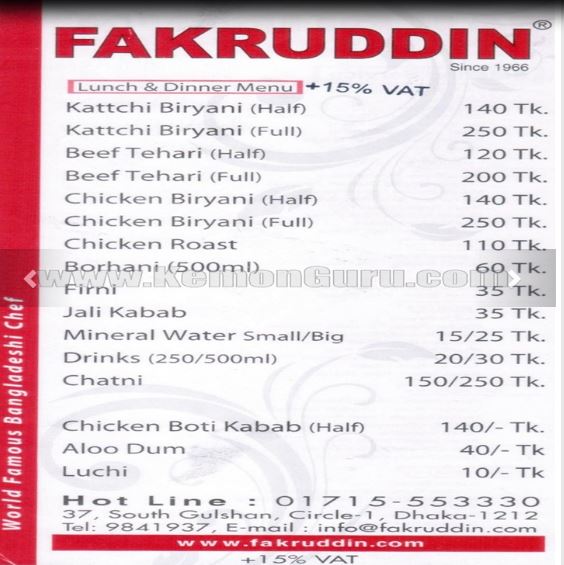 FAKRUDDIN®
Since 1966
Lunch & Dinner Menu +15% VAT
Kattchi Biryani (Half) 140 Tk.
Kattchi Biryani (Full) 250 Tk.
Beef Tehari (Half) 120 Tk.
Beef Tehari (Full) 200 Tk.
Chicken Biryani (Half) 140 Tk.
Chicken Biryani (Full) 250 Tk.
Chicken Roast 110 Tk.
Borhani (500ml) 60 Tk.
www.KemonGuru.com
Firni 35 Tk.
Jali Kabab 35 Tk.
Mineral Water Small/Big 15/25 Tk.
Drinks (250/500ml) 20/30 Tk.
Chatni 150/250 Tk.
Chicken Boti Kabab (Half) 140/- Tk.
Aloo Dum 40/- Tk
Luchi 10/- Tk
Hot Line : 01715-553330
37, South Gulshan, Circle-1, Dhaka-1212
Tel: 9841937, E-mail : info@fakruddin.com
www.fakruddin.com
+15% VAT
World Famous Bangladeshi Chef